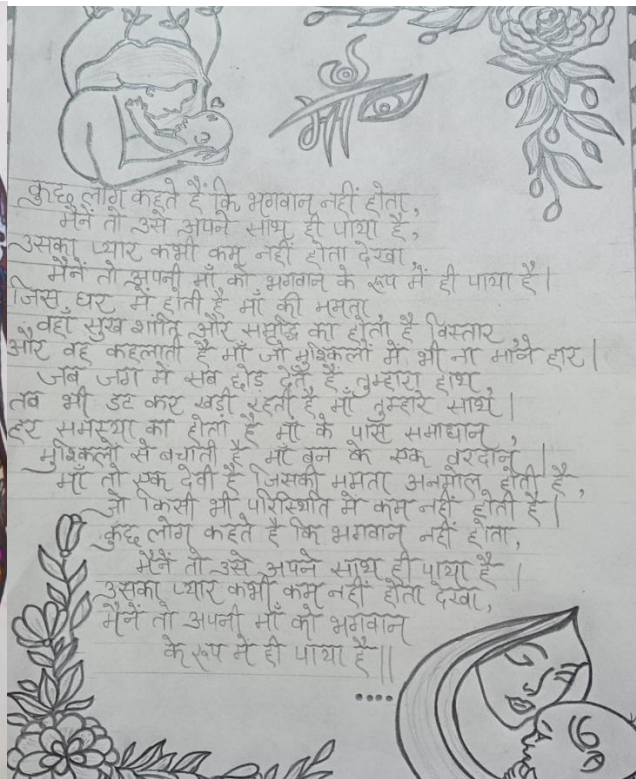 माँ
कुछ लोग कहते हैं कि भगवान नहीं होता,
मैनें तो उसे अपने साथ ही पाया है,
उसका प्यार कभी कम नहीं होता देखा,
मैनें तो अपनी माँ को भगवान के रूप में ही पाया है।
जिस घर में होती है माँ की ममता,
वहाँ सुख शांति और समृद्धि का होता है विस्तार
और वह कहलाती है माँ जो मुश्किलों में भी ना माने हार।
जब जग में सब छोड़ देते हैं तुम्हारा हाथ,
तब भी डट कर खड़ी रहती है माँ तुम्हारे साथ।
हर समस्या का होता है माँ के पास समाधान,
मुश्किलों से बचाती है माँ बन के एक वरदान।
माँ तो एक देवी है जिसकी ममता अनमोल होती है,
जो किसी भी परिस्थिति में कम नहीं होती है।
कुछ लोग कहते है कि भगवान नहीं होता,
मैनें तो उसे अपने साथ ही पाया है।
उसका प्यार कभी कम नहीं होता देखा,
मैनें तो अपनी माँ को भगवान
के रूप में ही पाया है॥
....